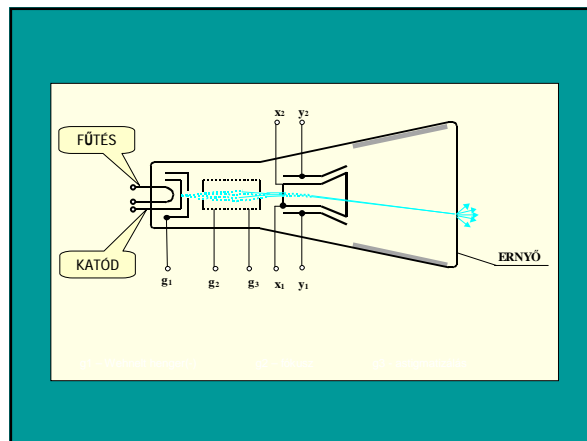 x₂ y₂
FŰTÉS
KATÓD
g₁ g₂ g₃ x₁ y₁
ERNYŐ